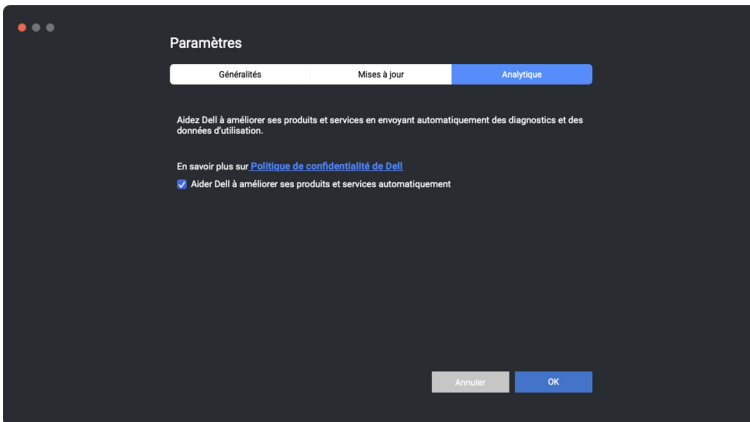 Paramètres
Généralités
Mises à jour
Analytique
Aidez Dell à améliorer ses produits et services en envoyant automatiquement des diagnostics et des
données d'utilisation.
En savoir plus sur Politique de confidentialité de Dell
Aider Dell à améliorer ses produits et services automatiquement
Annuler
OK